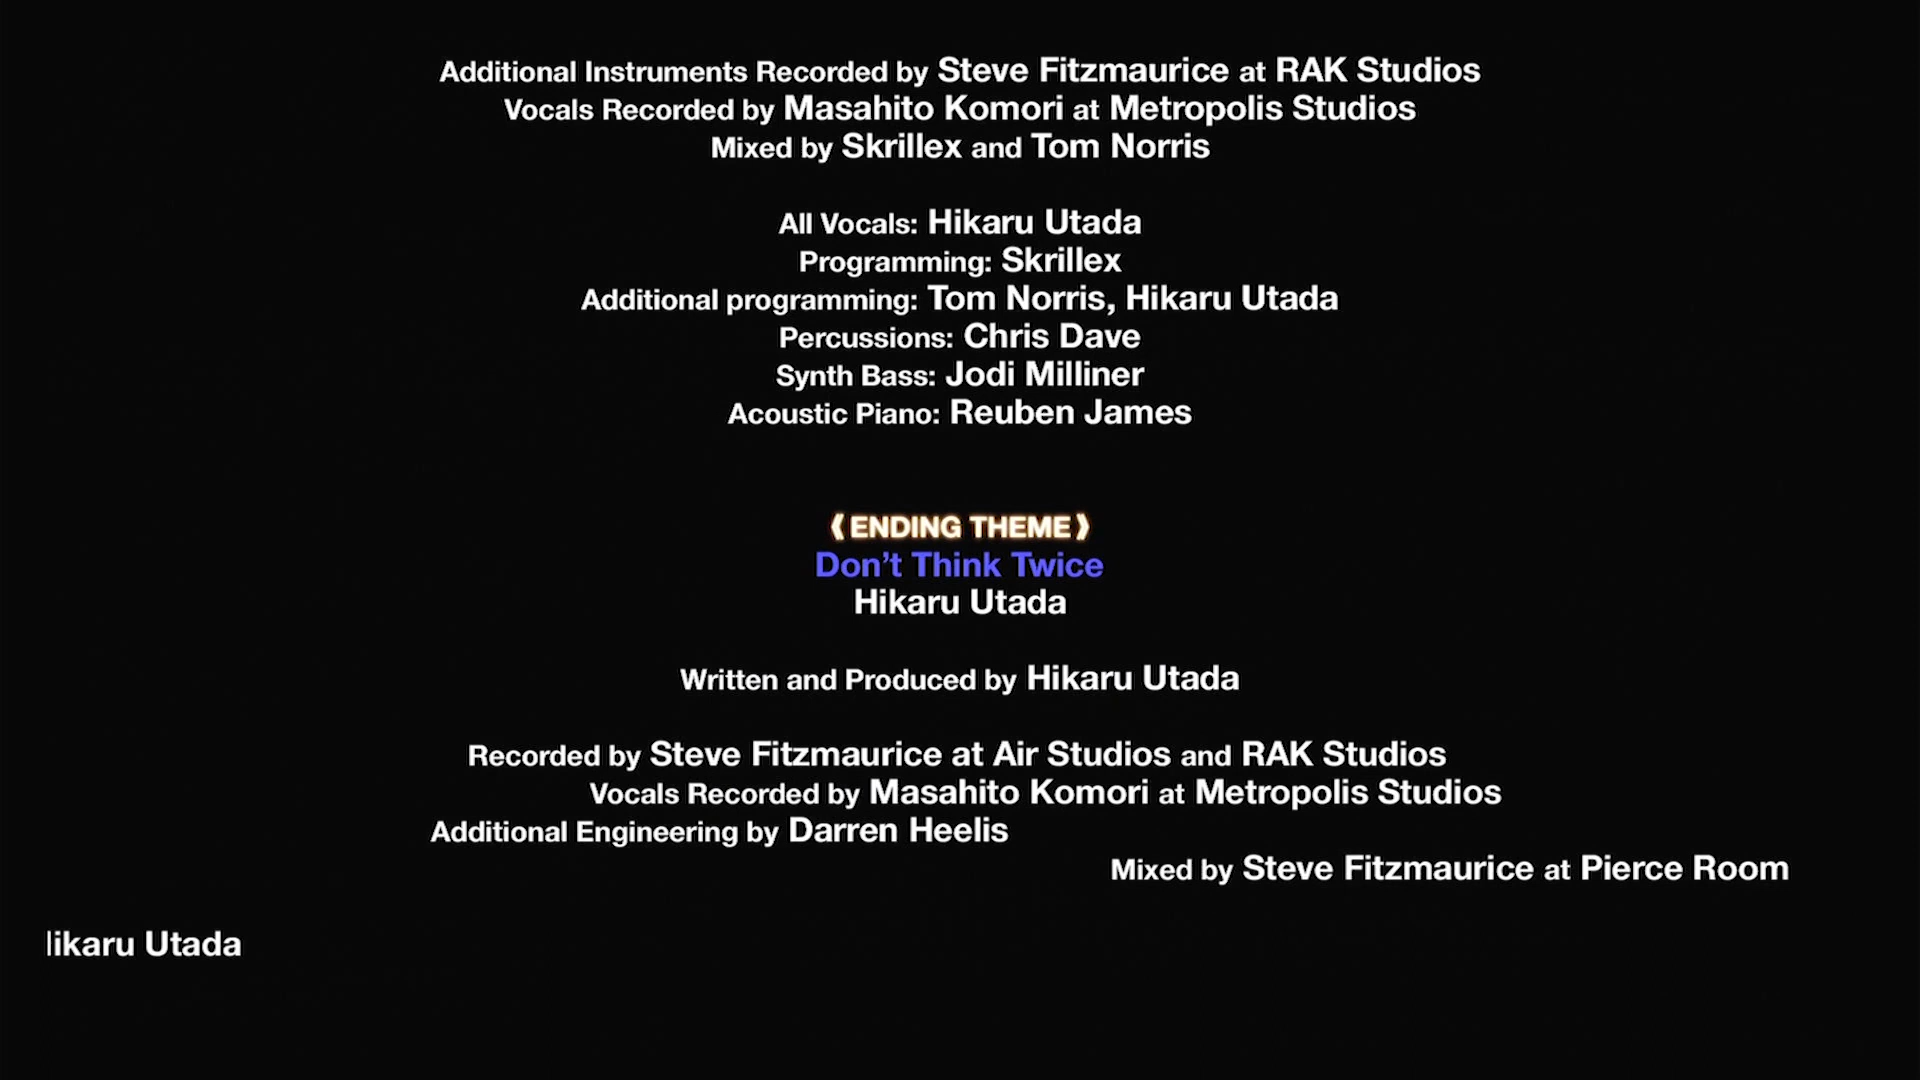 Additional Instruments Recorded by Steve Fitzmaurice at RAK Studios
Vocals Recorded by Masahito Komori at Metropolis Studios
Mixed by Skrillex and Tom Norris
All Vocals: Hikaru Utada
Programming: Skrillex
Additional programming: Tom Norris, Hikaru Utada
Percussions: Chris Dave
Synth Bass: Jodi Milliner
Acoustic Piano: Reuben James
⟪ENDING THEME⟫
Don’t Think Twice
Hikaru Utada
Written and Produced by Hikaru Utada
Recorded by Steve Fitzmaurice at Air Studios and RAK Studios
Vocals Recorded by Masahito Komori at Metropolis Studios
Additional Engineering by Darren Heelis
Mixed by Steve Fitzmaurice at Pierce Room
Utada